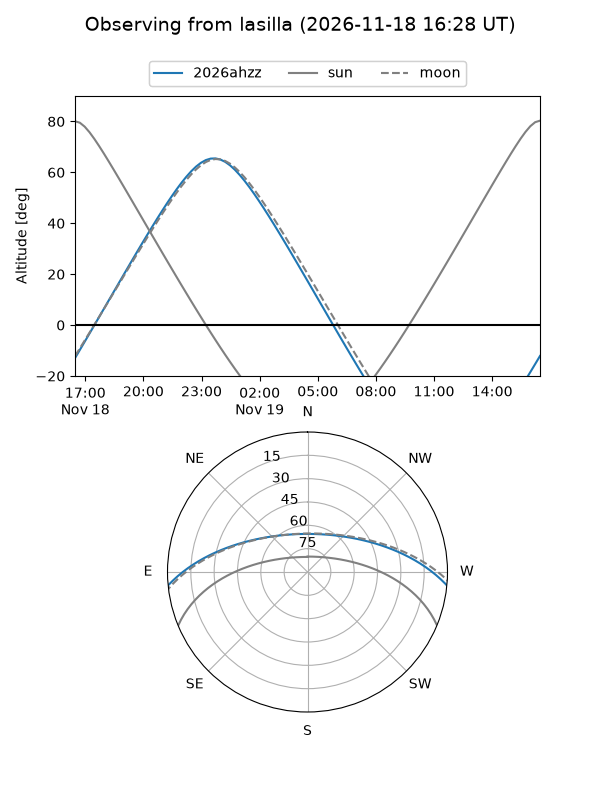 Observing from lasilla (2026-11-18 16:28 UT)
2026ahzz sun moon
Altitude [deg]
80
60
40
20
0
−20
17:00 20:00 23:00 02:00 05:00 08:00 11:00 14:00
Nov 18 Nov 19
N
NE NW
15
30
45
60
75
E W
SE SW
S